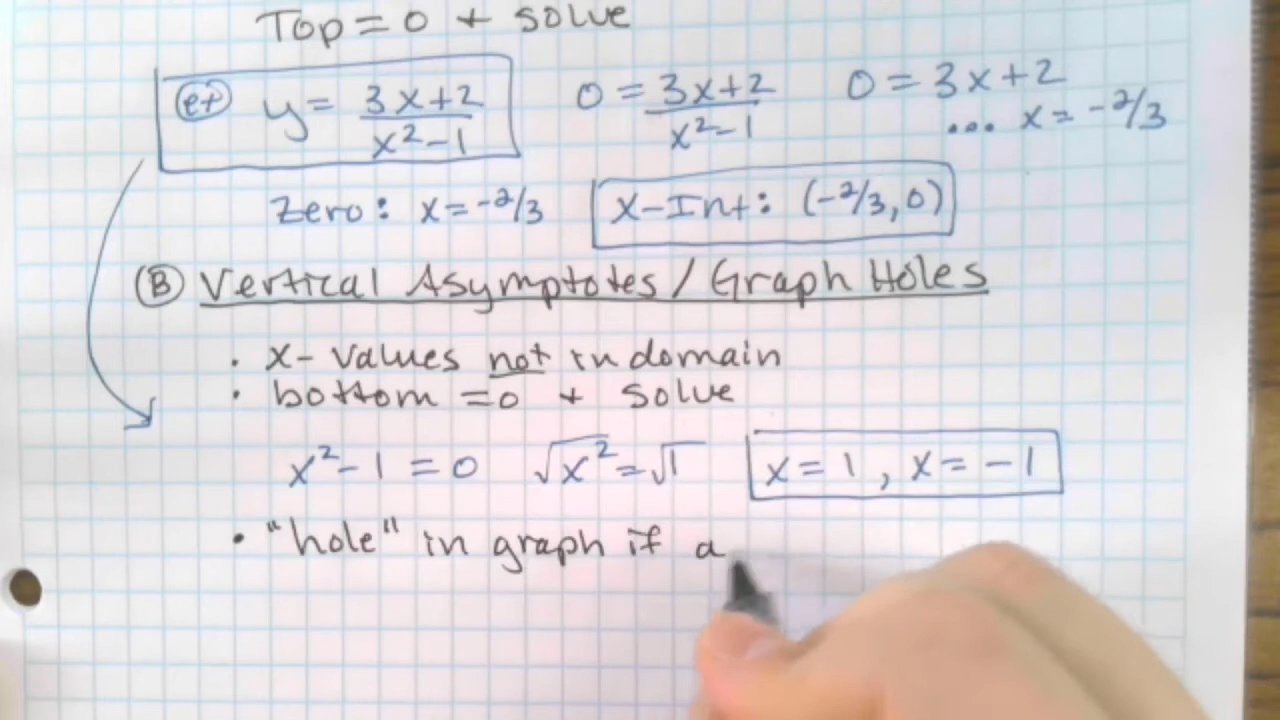 Top = 0 + solve
ex y = 3x+2 / x²-1 0 = 3x+2 / x²-1 0 = 3x+2
... x = -2/3
Zero: x = -2/3 X-Int: (-2/3, 0)
B Vertical Asymptotes / Graph Holes
• x-values not in domain
• bottom = 0 + solve
x²-1 = 0 √x² = √1 x = 1, x = -1
• "hole" in graph if a